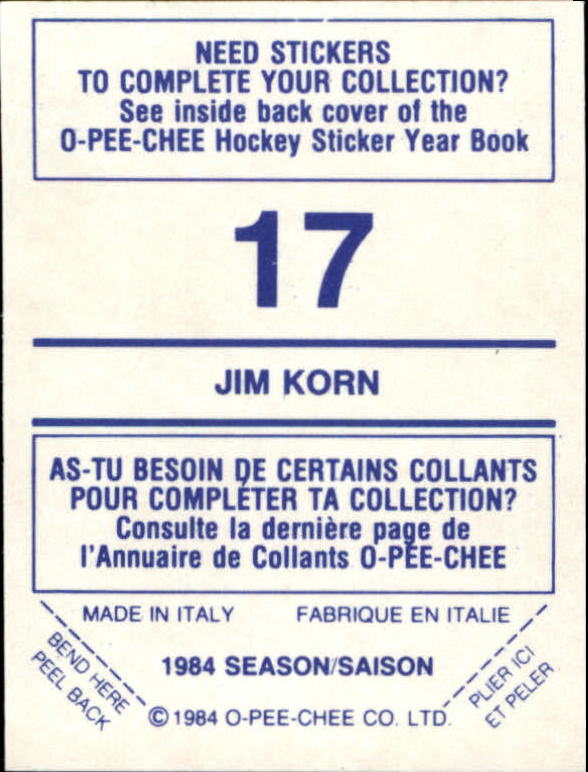 NEED STICKERS
TO COMPLETE YOUR COLLECTION?
See inside back cover of the
O-PEE-CHEE Hockey Sticker Year Book
17
JIM KORN
AS-TU BESOIN DE CERTAINS COLLANTS
POUR COMPLÉTER TA COLLECTION?
Consulte la dernière page de
l'Annuaire de Collants O-PEE-CHEE
MADE IN ITALY FABRIQUE EN ITALIE
BEND HERE
PEEL BACK
1984 SEASON/SAISON
PLIER ICI
ET PELER
© 1984 O-PEE-CHEE CO. LTD.